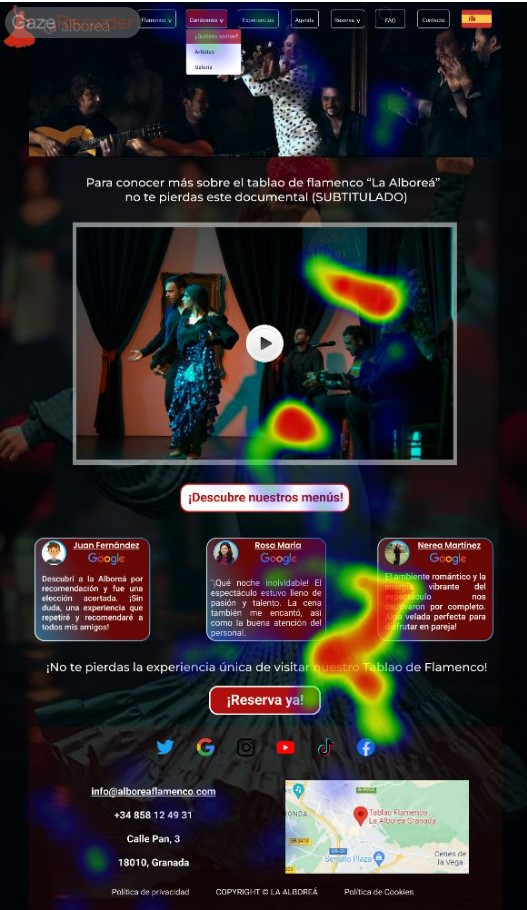 GazeRecorder
alborea
Flamenco v
Conócenos v
Experiencias
Agenda
Reserva v
FAQ
Contacto
¿Quiénes somos?
Artistas
Galería
Para conocer más sobre el tablao de flamenco “La Alboreá”
no te pierdas este documental (SUBTITULADO)
¡Descubre nuestros menús!
Juan Fernández
Google
Descubrí a la Alboreá por
recomendación y fue una
elección acertada. ¡Sin
duda, una experiencia que
repetiré y recomendaré a
todos mis amigos!
Rosa María
Google
¡Qué noche inolvidable! El
espectáculo estuvo lleno de
pasión y talento. La cena
también me encantó, así
como la buena atención del
personal.
Nerea Martínez
Google
El ambiente romántico y la
energía vibrante del
espectáculo nos
cautivaron por completo.
¡Una velada perfecta para
disfrutar en pareja!
¡No te pierdas la experiencia única de visitar nuestro Tablao de Flamenco!
¡Reserva ya!
info@alboreaflamenco.com
+34 858 12 49 31
Calle Pan, 3
18010, Granada
RONDA
Tablao Flamenco
La Alboreá Granada
Serrallo Plaza
Cenes de
la Vega
Política de privacidad
COPYRIGHT © LA ALBOREÁ
Política de Cookies